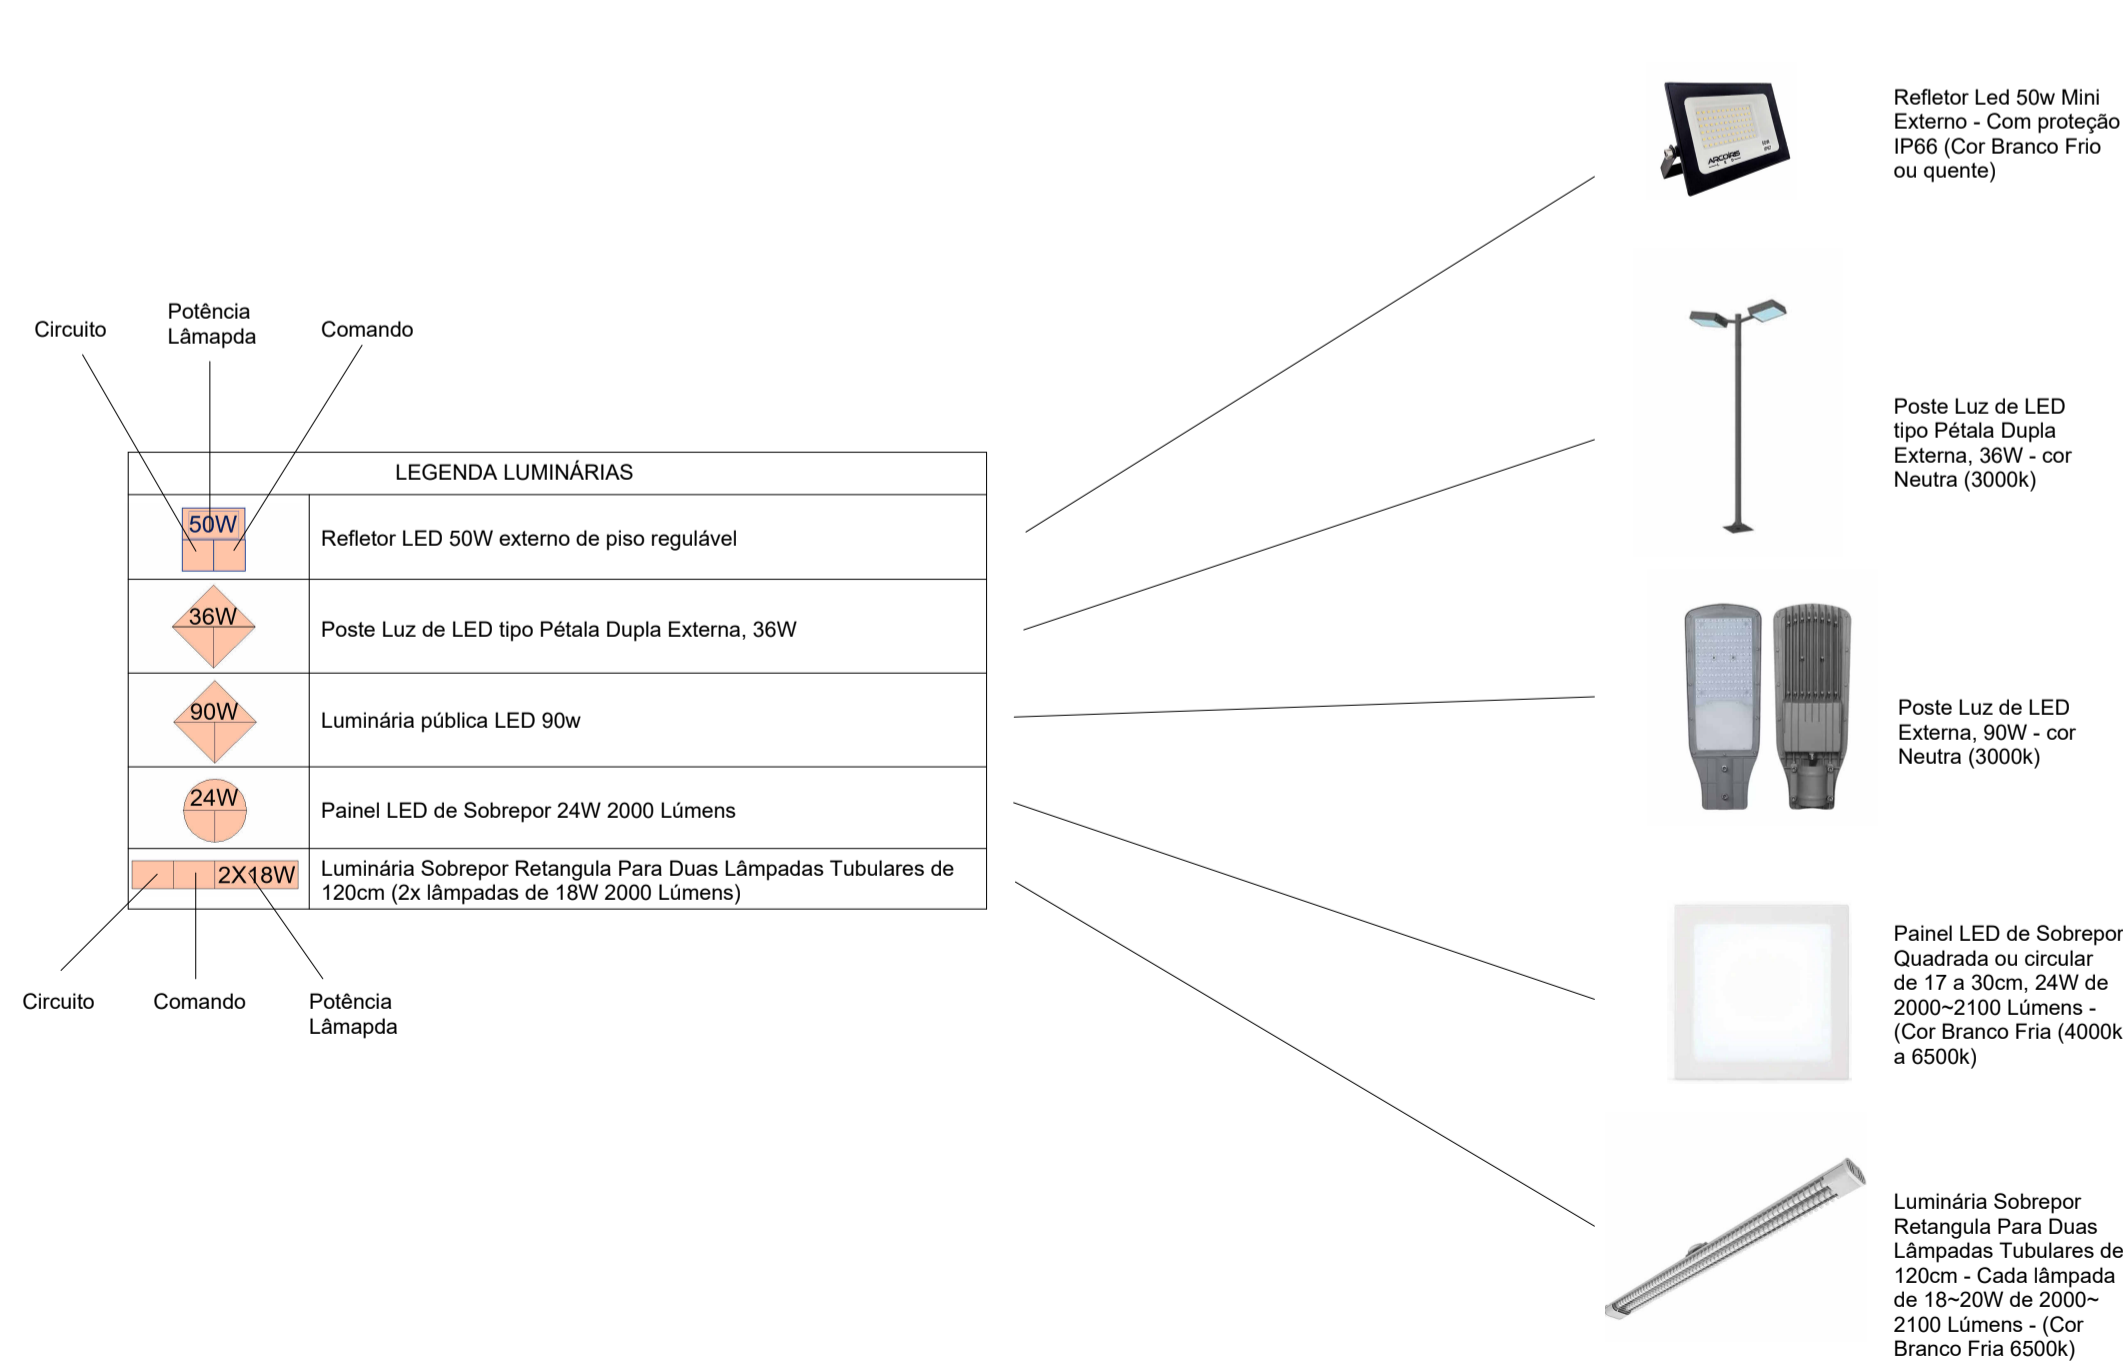 Circuito
Potência
Lâmapda
Comando
LEGENDA LUMINÁRIAS
50W
Refletor LED 50W externo de piso regulável
36W
Poste Luz de LED tipo Pétala Dupla Externa, 36W
90W
Luminária pública LED 90w
24W
Painel LED de Sobrepor 24W 2000 Lúmens
2X18W
Luminária Sobrepor Retangula Para Duas Lâmpadas Tubulares de
120cm (2x lâmpadas de 18W 2000 Lúmens)
Circuito
Comando
Potência
Lâmapda
ARCOÍRIS
Refletor Led 50w Mini
Externo - Com proteção
IP66 (Cor Branco Frio
ou quente)
Poste Luz de LED
tipo Pétala Dupla
Externa, 36W - cor
Neutra (3000k)
Poste Luz de LED
Externa, 90W - cor
Neutra (3000k)
Painel LED de Sobrepor
Quadrada ou circular
de 17 a 30cm, 24W de
2000~2100 Lúmens -
(Cor Branco Fria (4000k
a 6500k)
Luminária Sobrepor
Retangula Para Duas
Lâmpadas Tubulares de
120cm - Cada lâmpada
de 18~20W de 2000~
2100 Lúmens - (Cor
Branco Fria 6500k)